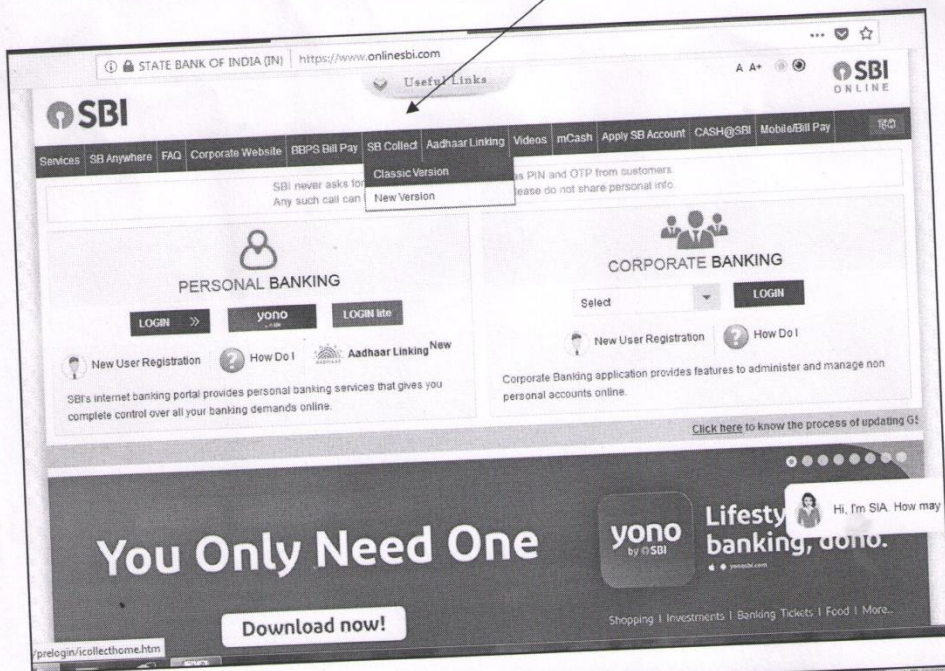 STATE BANK OF INDIA (IN) https://www.onlinesbi.com
Useful Links
A A+
SBI
SBI
ONLINE
Services SB Anywhere FAQ Corporate Website BBPS Bill Pay SB Collect Aadhaar Linking Videos mCash Apply SB Account CASH@SBI Mobile/Bill Pay हिंदी
Classic Version
New Version
SBI never asks for
as PIN and OTP from customers.
Any such call can
Please do not share personal info.
PERSONAL BANKING
LOGIN >>
yono
LOGIN lite
New User Registration
How Do I
AADHAAR
Aadhaar Linking New
SBI's internet banking portal provides personal banking services that gives you
complete control over all your banking demands online.
CORPORATE BANKING
Select
LOGIN
New User Registration
How Do I
Corporate Banking application provides features to administer and manage non
personal accounts online.
Click here to know the process of updating GS
You Only Need One
Download now!
yono
by SBI
Lifesty
banking, dono.
yonosbi.com
Hi, I'm SIA. How may
Shopping | Investments | Banking Tickets | Food | More..
/prelogin/icollecthome.htm